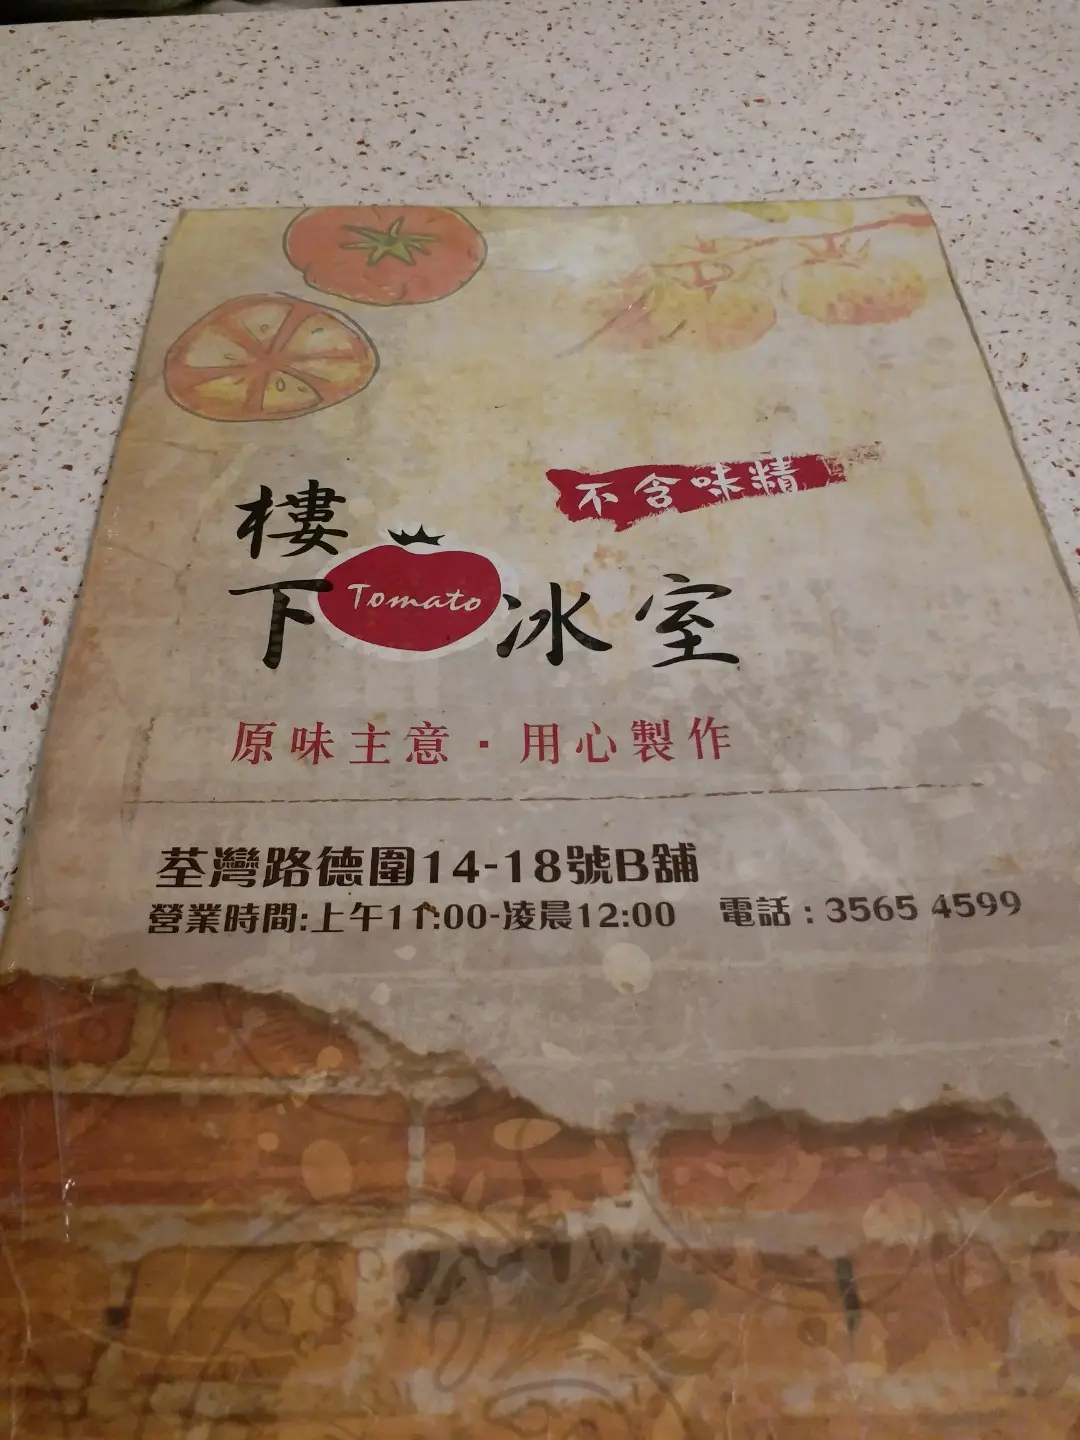 不含味精
樓
下 Tomato 冰室
原味主意·用心製作
荃灣路德圍14-18號B舖
營業時間:上午11:00-凌晨12:00 電話:3565 4599